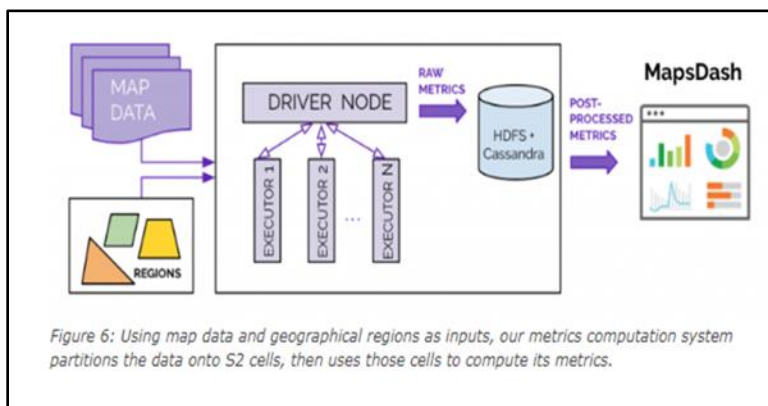 MAP
DATA
REGIONS
DRIVER NODE
EXECUTOR 1
EXECUTOR 2
...
EXECUTOR N
RAW
METRICS
HDFS +
Cassandra
POST-
PROCESSED
METRICS
MapsDash
Figure 6: Using map data and geographical regions as inputs, our metrics computation system
partitions the data onto S2 cells, then uses those cells to compute its metrics.